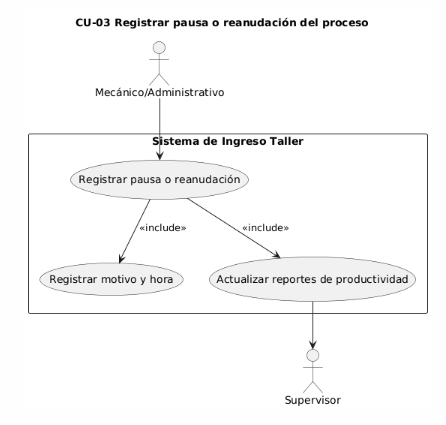 CU-03 Registrar pausa o reanudación del proceso
Mecánico/Administrativo
Sistema de Ingreso Taller
Registrar pausa o reanudación
«include»
«include»
Registrar motivo y hora
Actualizar reportes de productividad
Supervisor